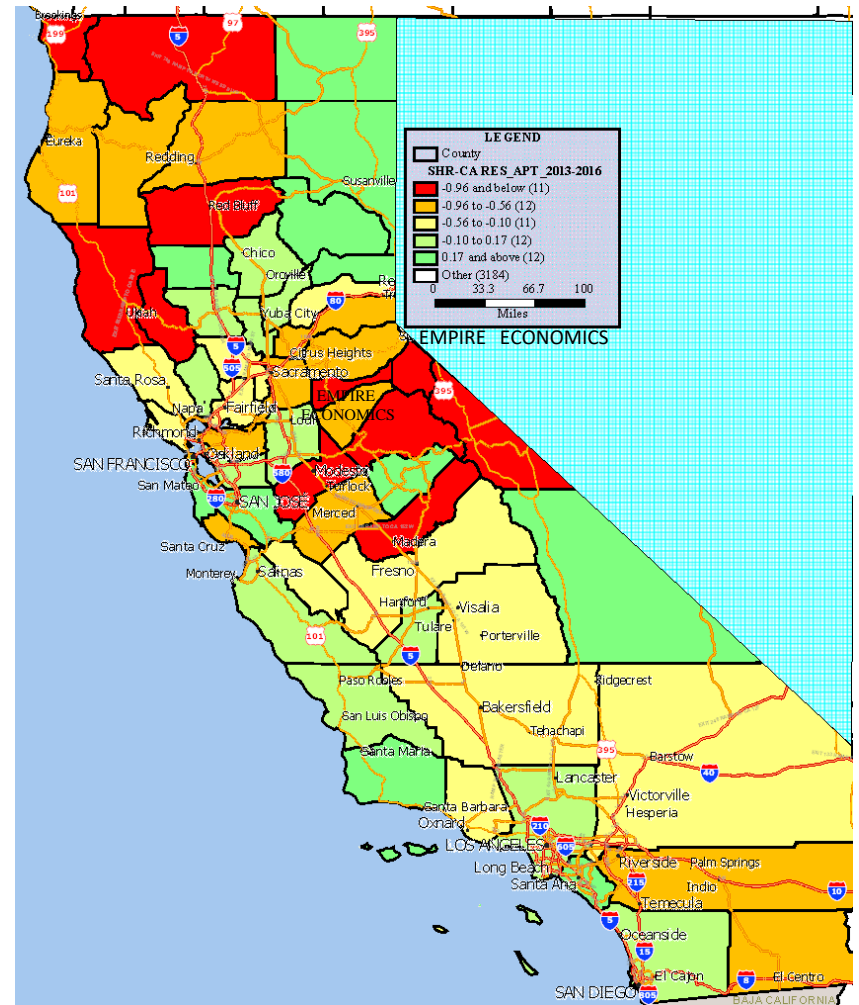 Brookings
199
5
97
395
Eureka
Redding
101
Susanville
Red Bluff
Chico
Oroville
Ukiah
Yuba City
80
LEGEND
County
SHR-CA RES_APT_2013-2016
-0.96 and below (11)
-0.96 to -0.56 (12)
-0.56 to -0.10 (11)
-0.10 to 0.17 (12)
0.17 and above (12)
Other (3184)
0 33.3 66.7 100
Miles
EMPIRE ECONOMICS
5
505
Citrus Heights
Sacramento
Santa Rosa
395
Napa
Fairfield
EMPIRE
ECONOMICS
Lodi
Richmond
Oakland
SAN FRANCISCO
580
Modesto
Turlock
San Mateo
280
SAN JOSE
Merced
Santa Cruz
Madera
Monterey
Salinas
Fresno
Hanford
Visalia
Tulare
101
Porterville
5
Delano
Paso Robles
Ridgecrest
San Luis Obispo
Bakersfield
Tehachapi
Santa Maria
395
Barstow
40
Lancaster
Victorville
Santa Barbara
Hesperia
Oxnard
210
LOS ANGELES
605
Riverside
Palm Springs
Long Beach
Santa Ana
215
Indio
10
Temecula
5
Oceanside
15
El Cajon
8
El Centro
SAN DIEGO
805
BAJA CALIFORNIA